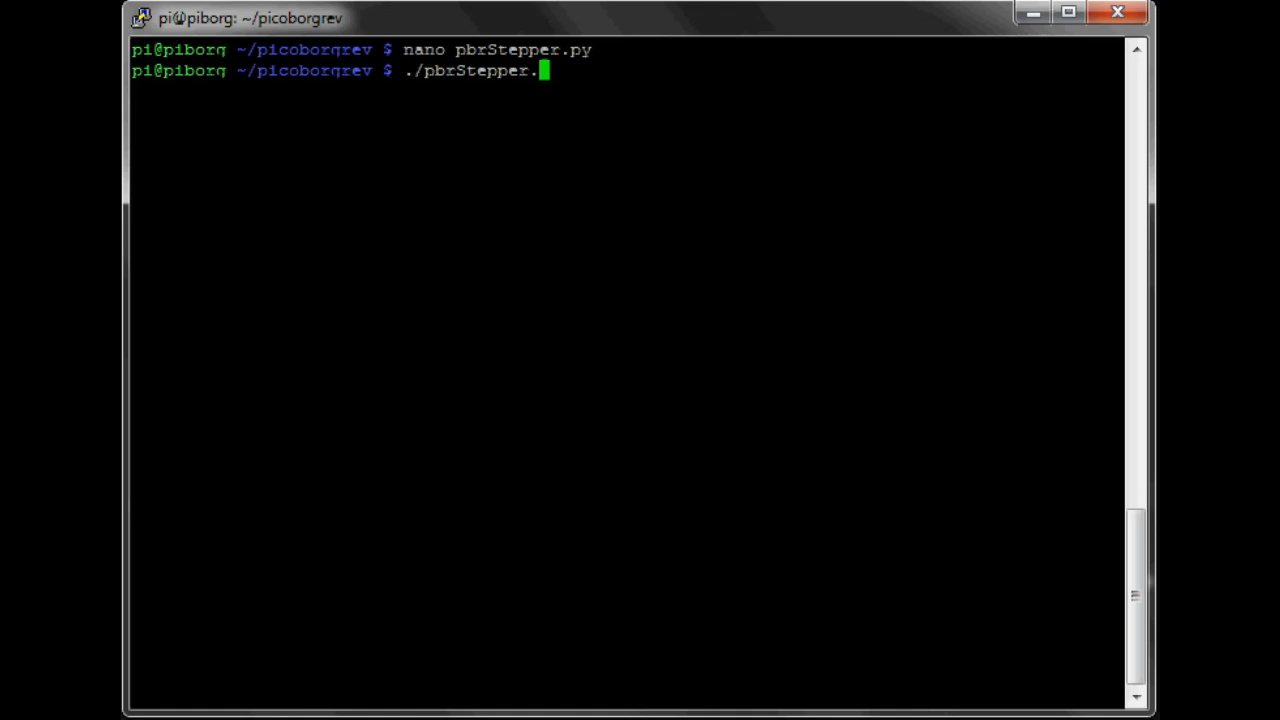 pi@piborg: ~/picoborgrev
pi@piborg ~/picoborgrev $ nano pbrStepper.py
pi@piborg ~/picoborgrev $ ./pbrStepper.